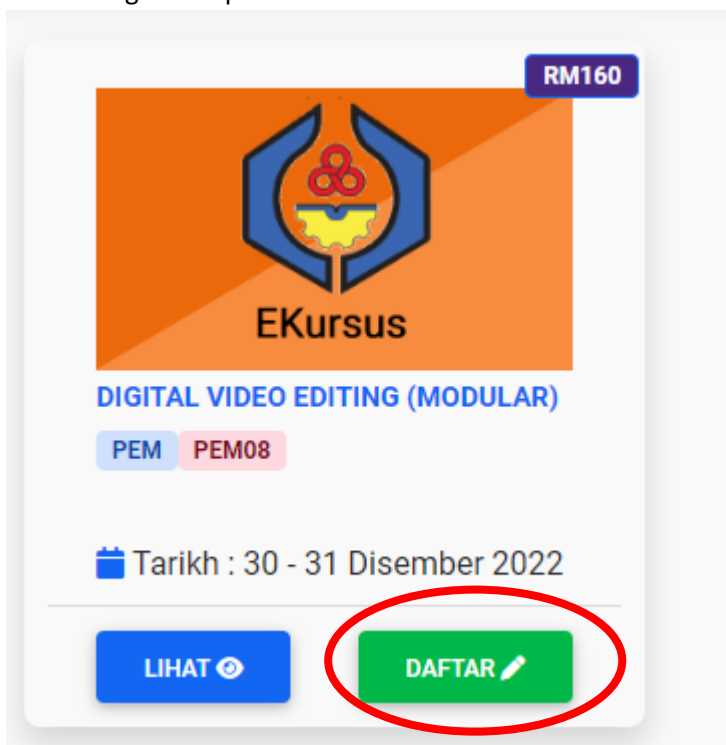 RM160
EKursus
DIGITAL VIDEO EDITING (MODULAR)
PEM PEM08
Tarikh : 30 - 31 Disember 2022
LIHAT DAFTAR